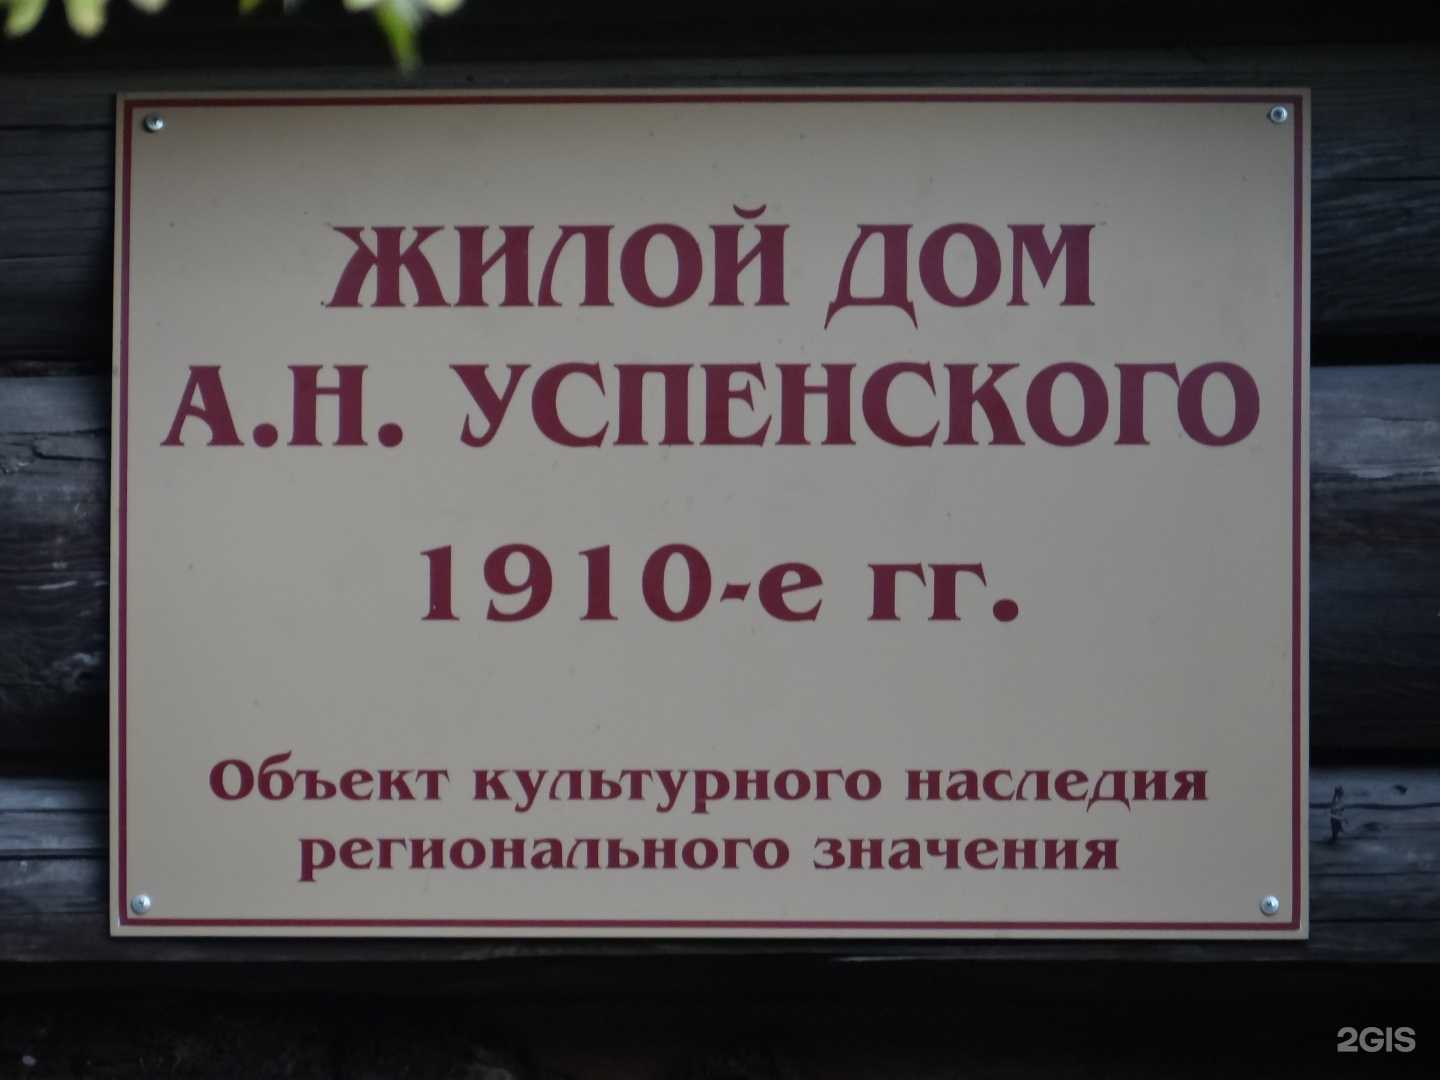 ЖИЛОЙ ДОМ
А.Н. УСПЕНСКОГО
1910-е гг.
Объект культурного наследия
регионального значения
2GIS